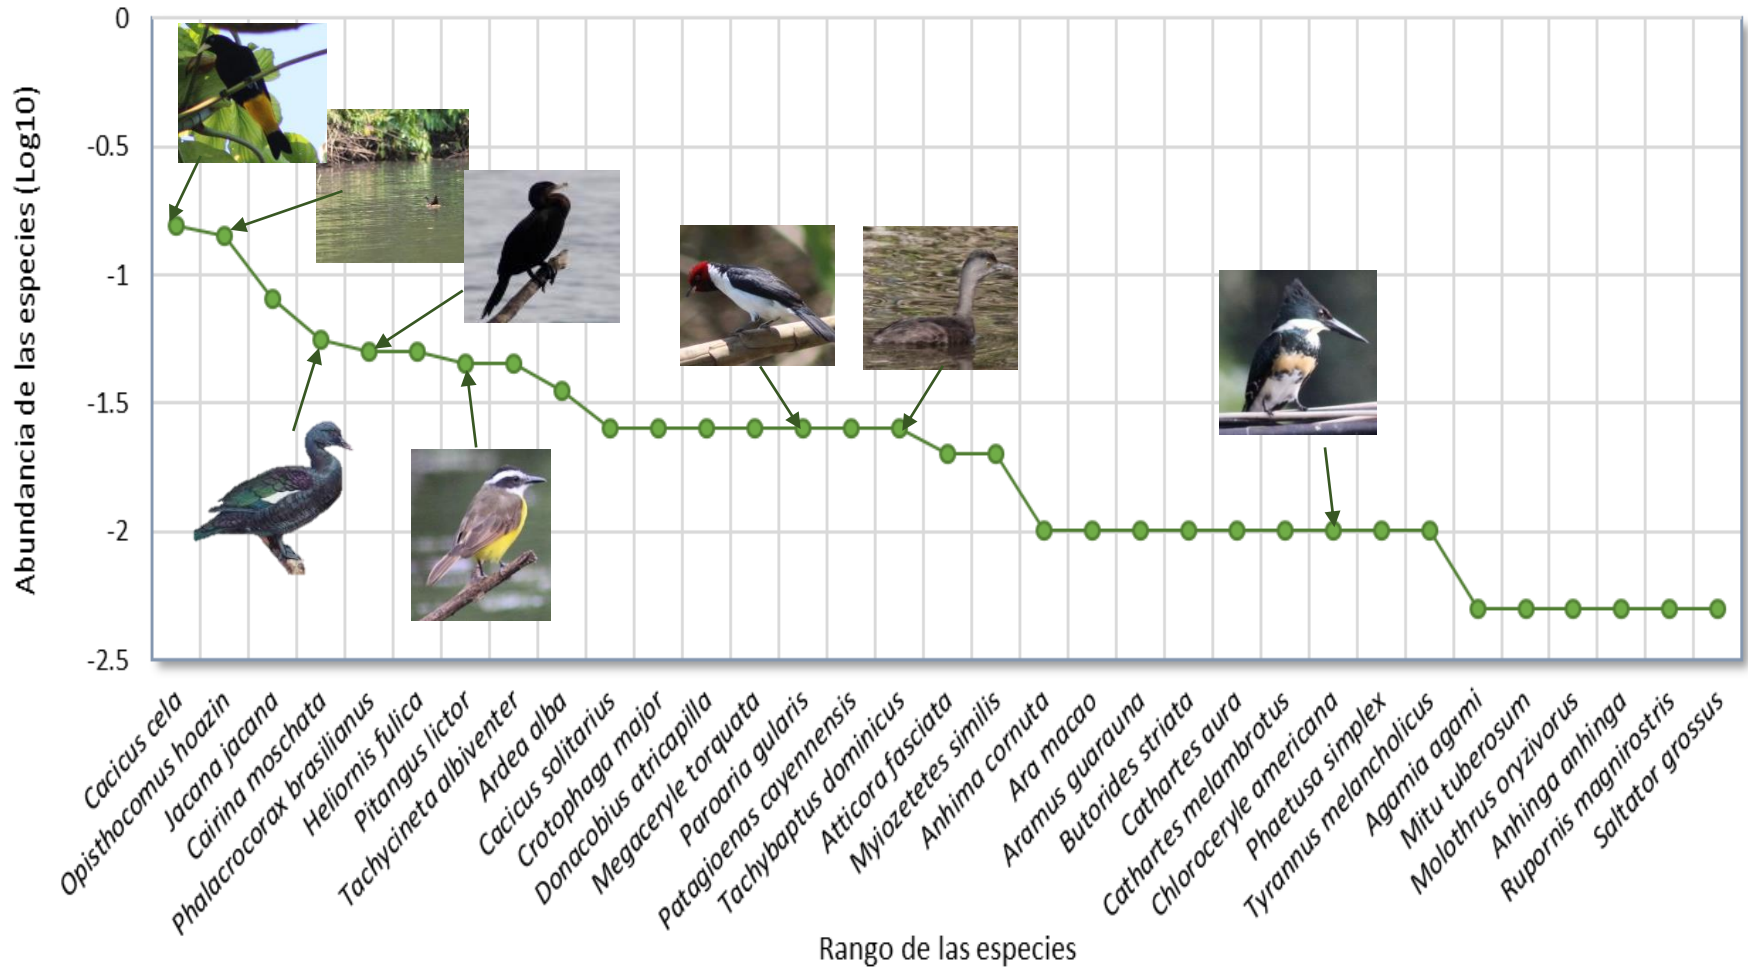 Abundancia de las especies (Log10)
0
-0.5
-1
-1.5
-2
-2.5
Cacicus cela
Opisthocomus hoazin
Jacana jacana
Cairina moschata
Phalacrocorax brasilianus
Heliornis fulica
Pitangus lictor
Tachycineta albiventer
Ardea alba
Cacicus solitarius
Crotophaga major
Donacobius atricapilla
Megaceryle torquata
Paroaria gularis
Patagioenas cayennensis
Tachybaptus dominicus
Atticora fasciata
Myiozetetes similis
Anhima cornuta
Ara macao
Aramus guarauna
Butorides striata
Cathartes aura
Cathartes melambrotus
Chloroceryle americana
Phaetusa simplex
Tyrannus melancholicus
Agamia agami
Mitu tuberosum
Molothrus oryzivorus
Anhinga anhinga
Rupornis magnirostris
Saltator grossus
Rango de las especies